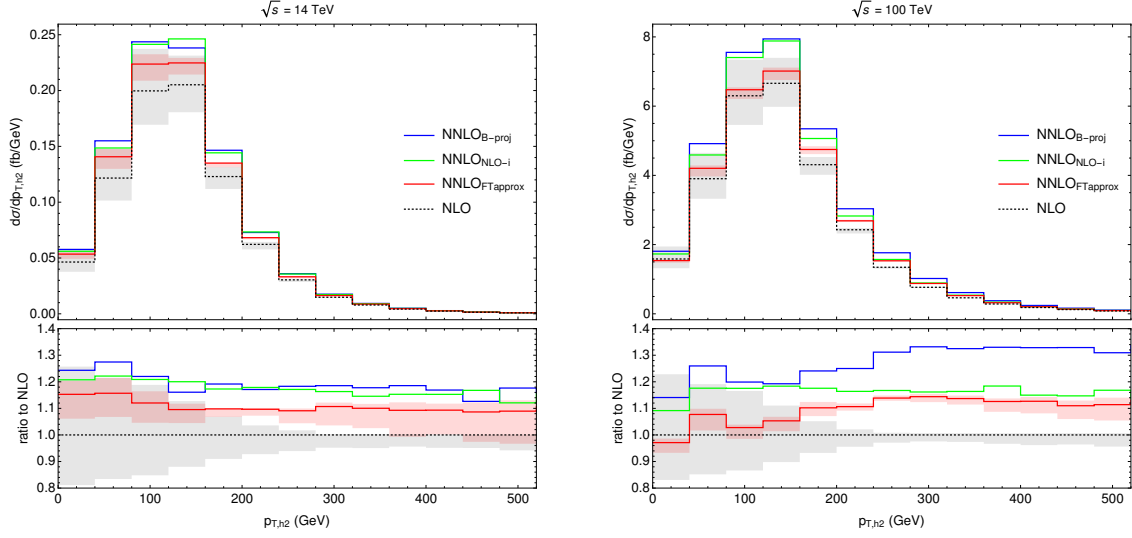 √s = 14 TeV
0.25
0.20
0.15
0.10
0.05
0.00
dσ/dp_T,h2 (fb/GeV)
NNLO_B-proj
NNLO_NLO-i
NNLO_FTapprox
NLO
1.4
1.3
1.2
1.1
1.0
0.9
0.8
ratio to NLO
0 100 200 300 400 500
p_T,h2 (GeV)
√s = 100 TeV
8
6
4
2
0
dσ/dp_T,h2 (fb/GeV)
NNLO_B-proj
NNLO_NLO-i
NNLO_FTapprox
NLO
1.4
1.3
1.2
1.1
1.0
0.9
0.8
ratio to NLO
0 100 200 300 400 500
p_T,h2 (GeV)